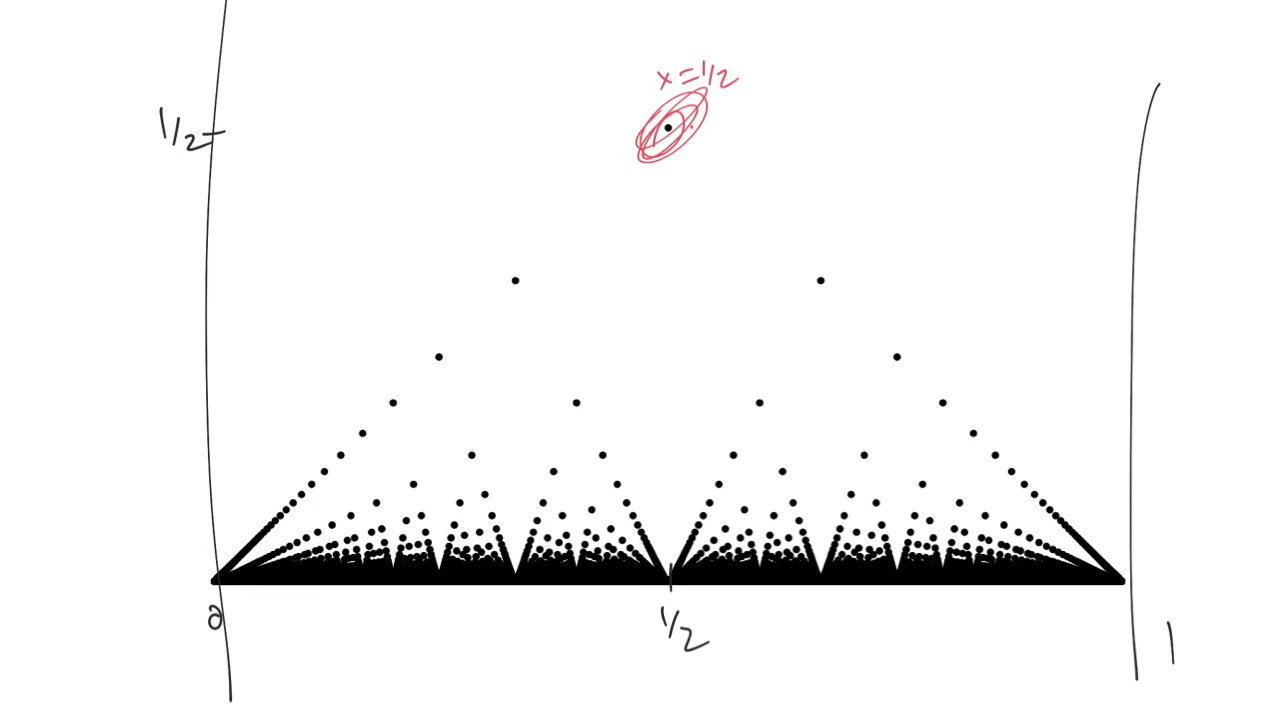 x = 1/2
1/2
0
1/2
1